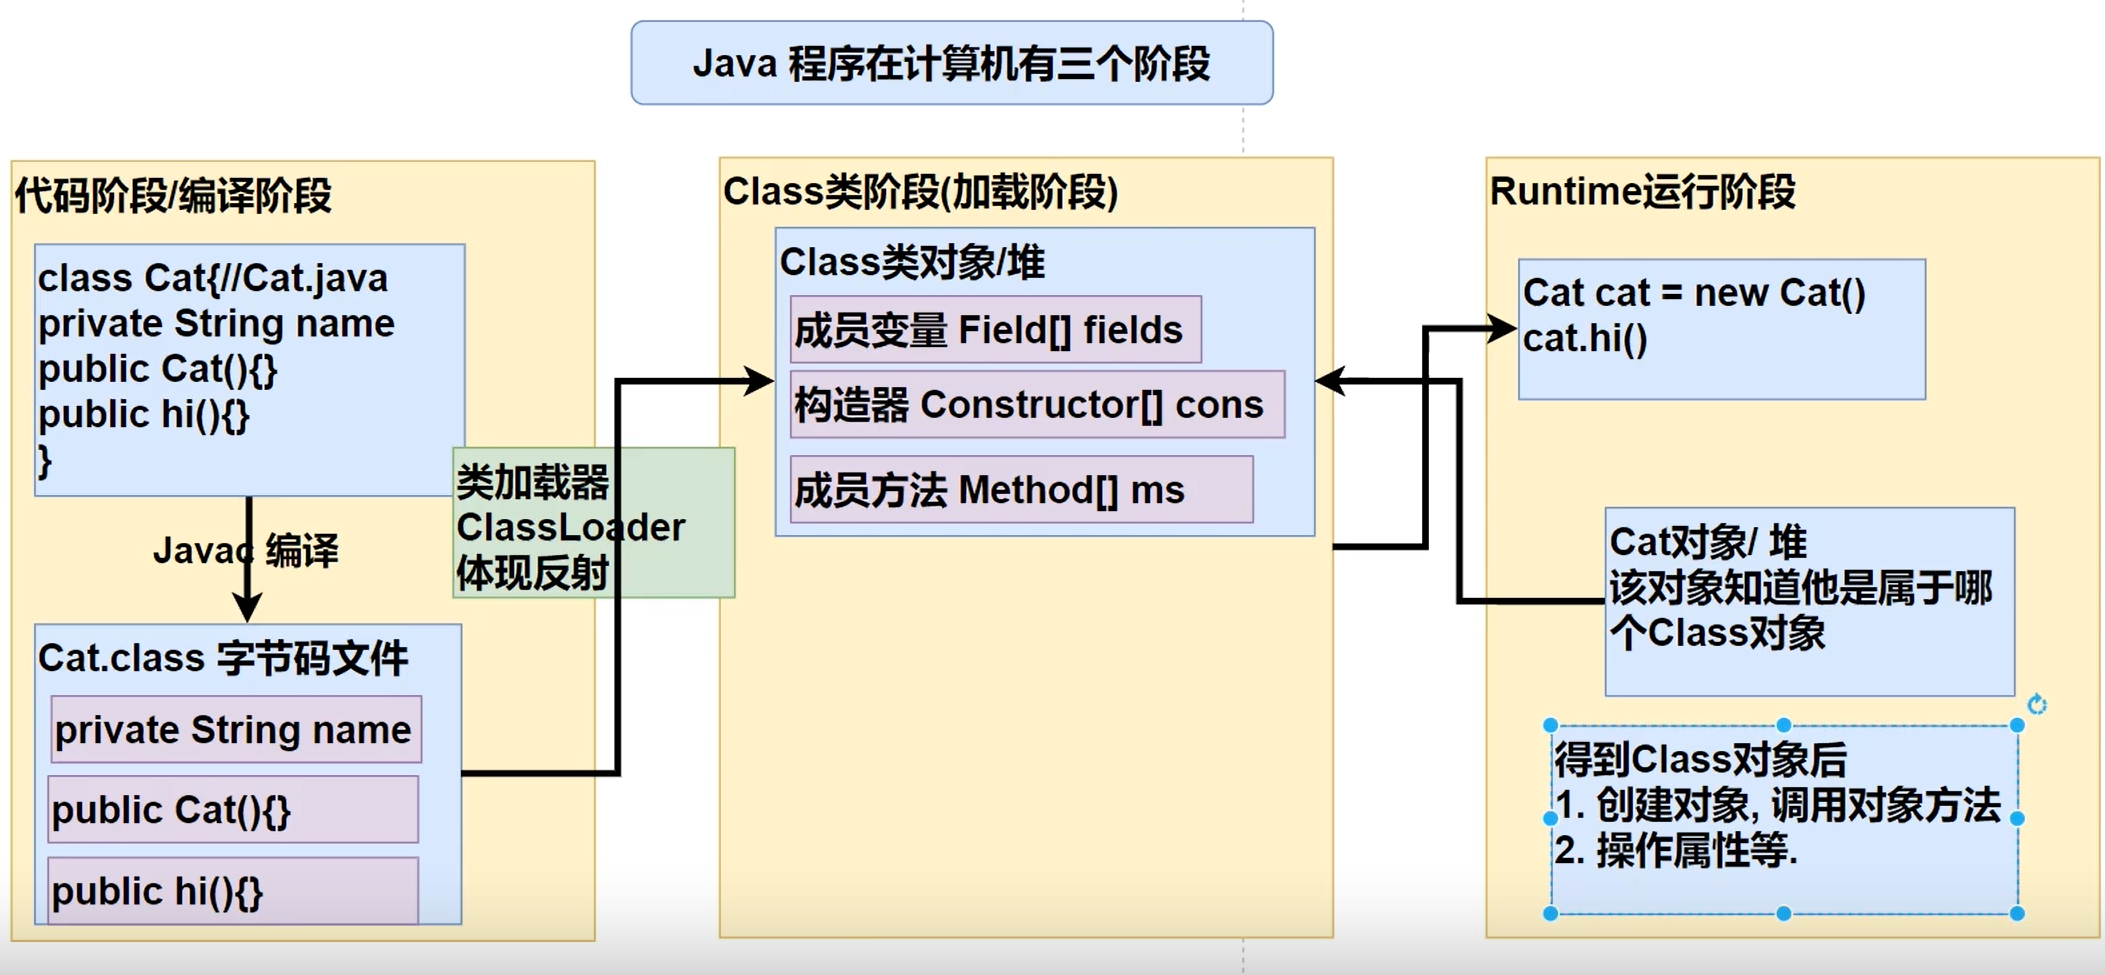 Java 程序在计算机有三个阶段
代码阶段/编译阶段
class Cat{//Cat.java
private String name
public Cat(){}
public hi(){}
}
Javac 编译
Cat.class 字节码文件
private String name
public Cat(){}
public hi(){}
类加载器
ClassLoader
体现反射
Class类阶段(加载阶段)
Class类对象/堆
成员变量 Field[] fields
构造器 Constructor[] cons
成员方法 Method[] ms
Runtime运行阶段
Cat cat = new Cat()
cat.hi()
Cat对象/ 堆
该对象知道他是属于哪
个Class对象
得到Class对象后
1. 创建对象, 调用对象方法
2. 操作属性等.